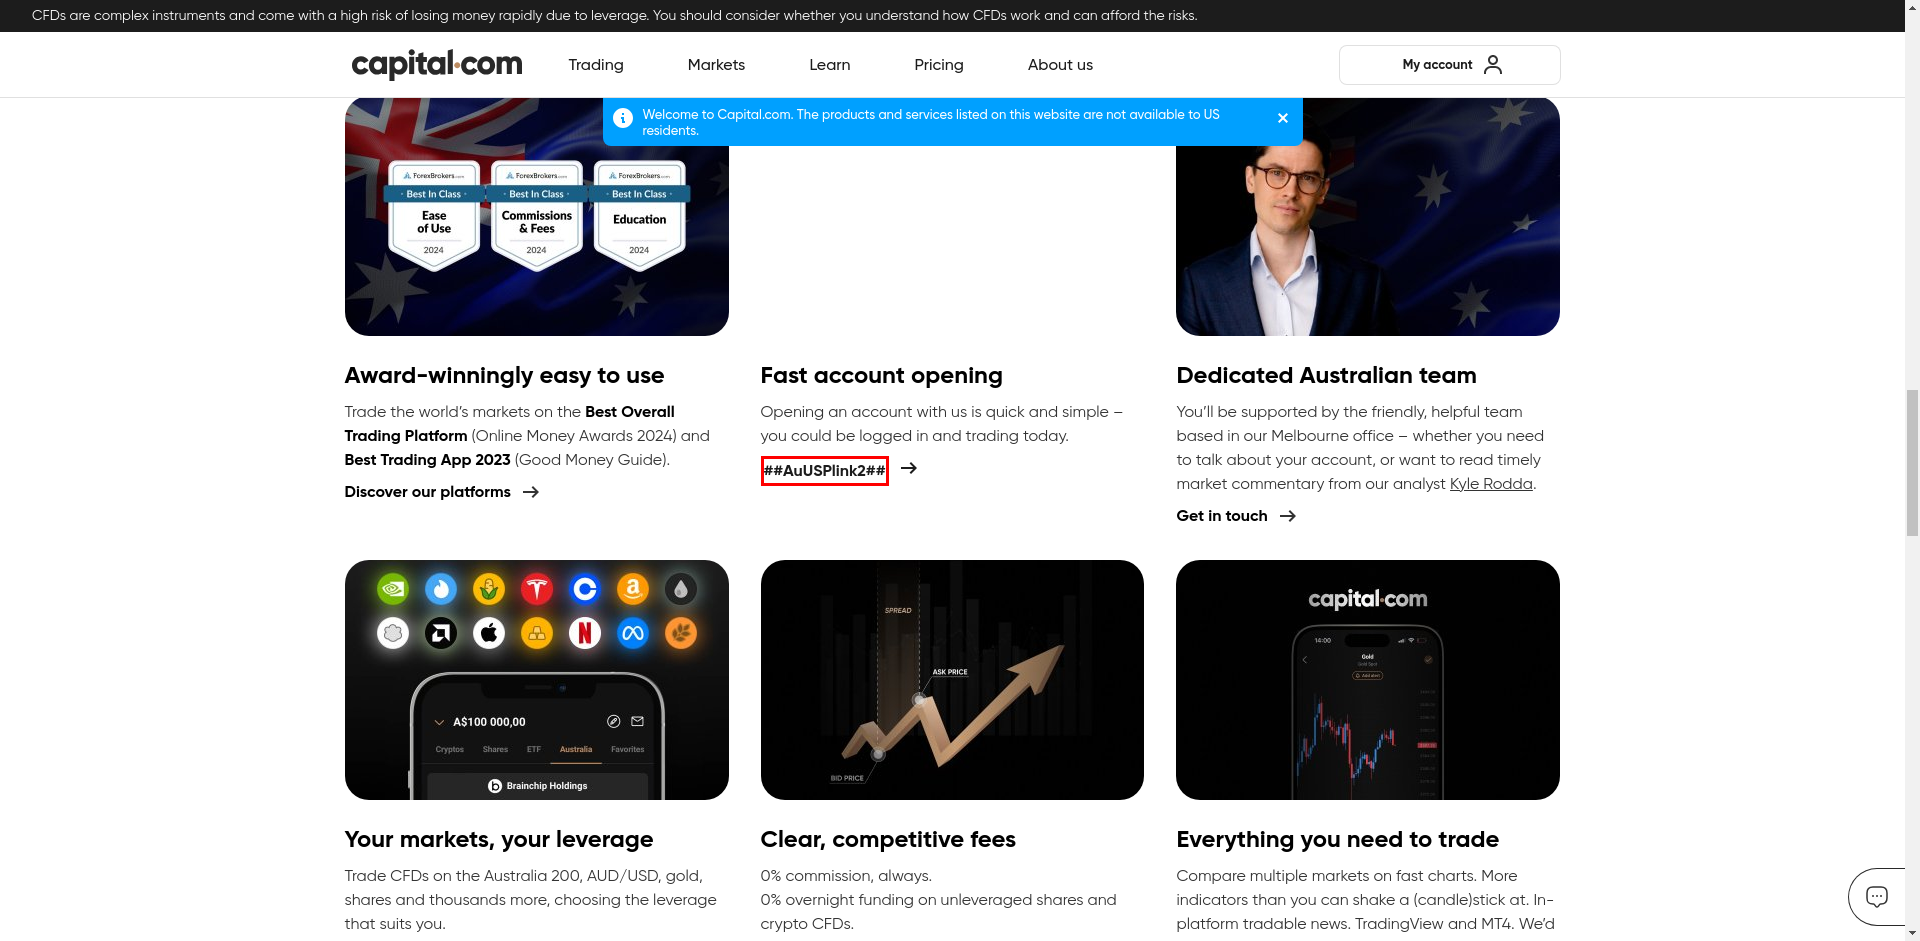 CFDs are complex instruments and come with a high risk of losing money rapidly due to leverage. You should consider whether you understand how CFDs work and can afford the risks.
capital.com
Trading
Markets
Learn
Pricing
About us
My account
Welcome to Capital.com. The products and services listed on this website are not available to US
residents.
ForexBrokers.com
Best In Class
Ease
of Use
2024
ForexBrokers.com
Best In Class
Commissions
& Fees
2024
ForexBrokers.com
Best In Class
Education
2024
Award-winningly easy to use
Trade the world's markets on the Best Overall
Trading Platform (Online Money Awards 2024) and
Best Trading App 2023 (Good Money Guide).
Discover our platforms
Fast account opening
Opening an account with us is quick and simple –
you could be logged in and trading today.
##AuUSPlink2##
Dedicated Australian team
You'll be supported by the friendly, helpful team
based in our Melbourne office – whether you need
to talk about your account, or want to read timely
market commentary from our analyst Kyle Rodda.
Get in touch
A$100 000,00
Cryptos
Shares
ETF
Australia
Favorites
Brainchip Holdings
SPREAD
ASK PRICE
BID PRICE
capital.com
14:00
Gold
Gold Spot
Add alert
Your markets, your leverage
Trade CFDs on the Australia 200, AUD/USD, gold,
shares and thousands more, choosing the leverage
that suits you.
Clear, competitive fees
0% commission, always.
0% overnight funding on unleveraged shares and
crypto CFDs.
Everything you need to trade
Compare multiple markets on fast charts. More
indicators than you can shake a (candle)stick at. In-
platform tradable news. TradingView and MT4. We'd